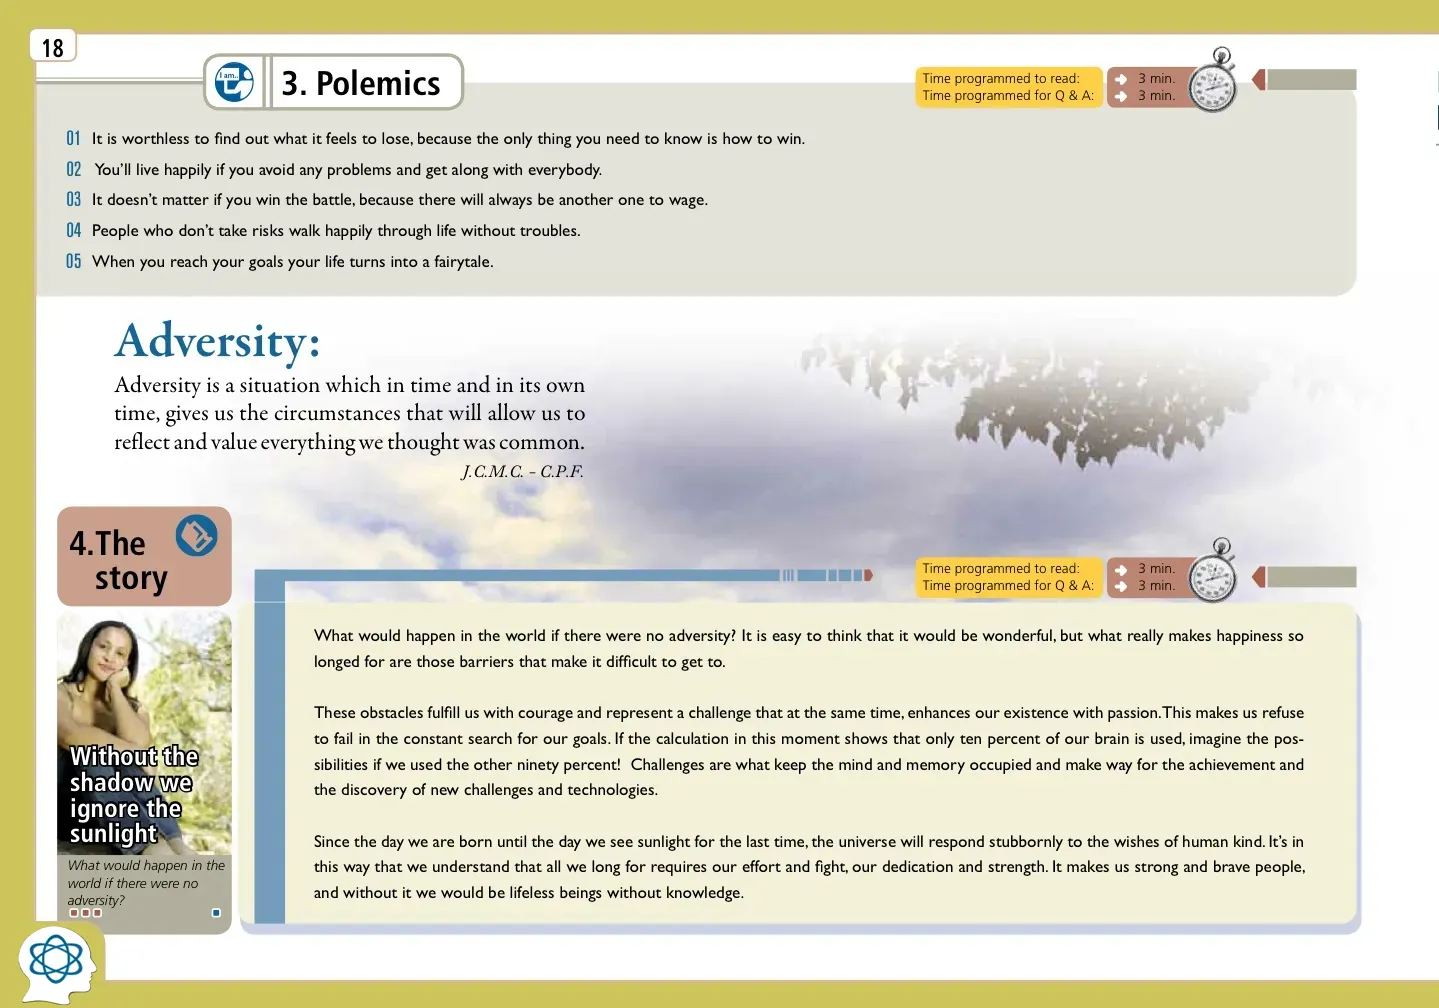 18
I am..
3. Polemics
Time programmed to read: 3 min.
Time programmed for Q & A: 3 min.
01 It is worthless to find out what it feels to lose, because the only thing you need to know is how to win.
02 You'll live happily if you avoid any problems and get along with everybody.
03 It doesn't matter if you win the battle, because there will always be another one to wage.
04 People who don't take risks walk happily through life without troubles.
05 When you reach your goals your life turns into a fairytale.
Adversity:
Adversity is a situation which in time and in its own
time, gives us the circumstances that will allow us to
reflect and value everything we thought was common.
J.C.M.C. - C.P.F.
4.The
story
Time programmed to read: 3 min.
Time programmed for Q & A: 3 min.
Without the
shadow we
ignore the
sunlight
What would happen in the
world if there were no
adversity?
What would happen in the world if there were no adversity? It is easy to think that it would be wonderful, but what really makes happiness so
longed for are those barriers that make it difficult to get to.
These obstacles fulfill us with courage and represent a challenge that at the same time, enhances our existence with passion.This makes us refuse
to fail in the constant search for our goals. If the calculation in this moment shows that only ten percent of our brain is used, imagine the pos-
sibilities if we used the other ninety percent! Challenges are what keep the mind and memory occupied and make way for the achievement and
the discovery of new challenges and technologies.
Since the day we are born until the day we see sunlight for the last time, the universe will respond stubbornly to the wishes of human kind. It's in
this way that we understand that all we long for requires our effort and fight, our dedication and strength. It makes us strong and brave people,
and without it we would be lifeless beings without knowledge.